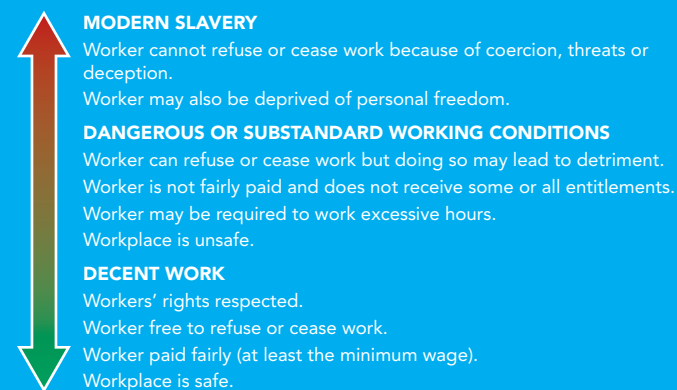 MODERN SLAVERY
Worker cannot refuse or cease work because of coercion, threats or
deception.
Worker may also be deprived of personal freedom.
DANGEROUS OR SUBSTANDARD WORKING CONDITIONS
Worker can refuse or cease work but doing so may lead to detriment.
Worker is not fairly paid and does not receive some or all entitlements.
Worker may be required to work excessive hours.
Workplace is unsafe.
DECENT WORK
Workers’ rights respected.
Worker free to refuse or cease work.
Worker paid fairly (at least the minimum wage).
Workplace is safe.